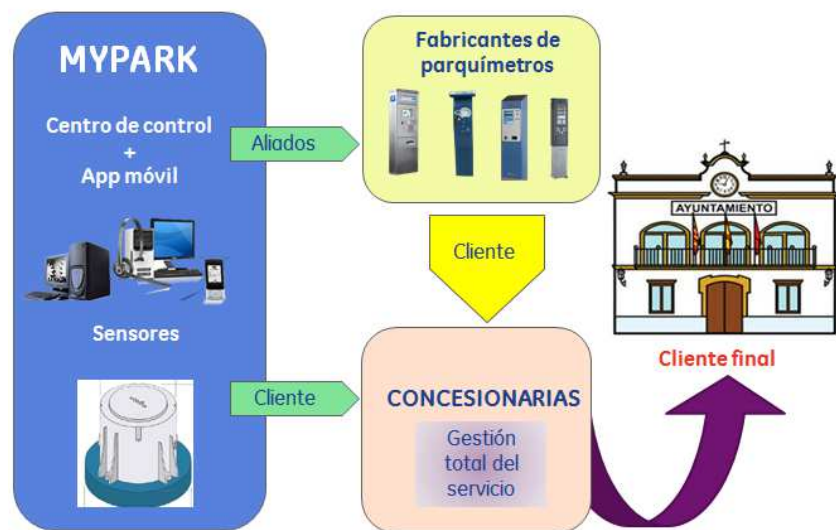 MYPARK
Centro de control
+
App móvil
Sensores
Aliados
Fabricantes de
parquímetros
Cliente
Cliente
CONCESIONARIAS
Gestión
total del
servicio
AYUNTAMIENTO
Cliente final